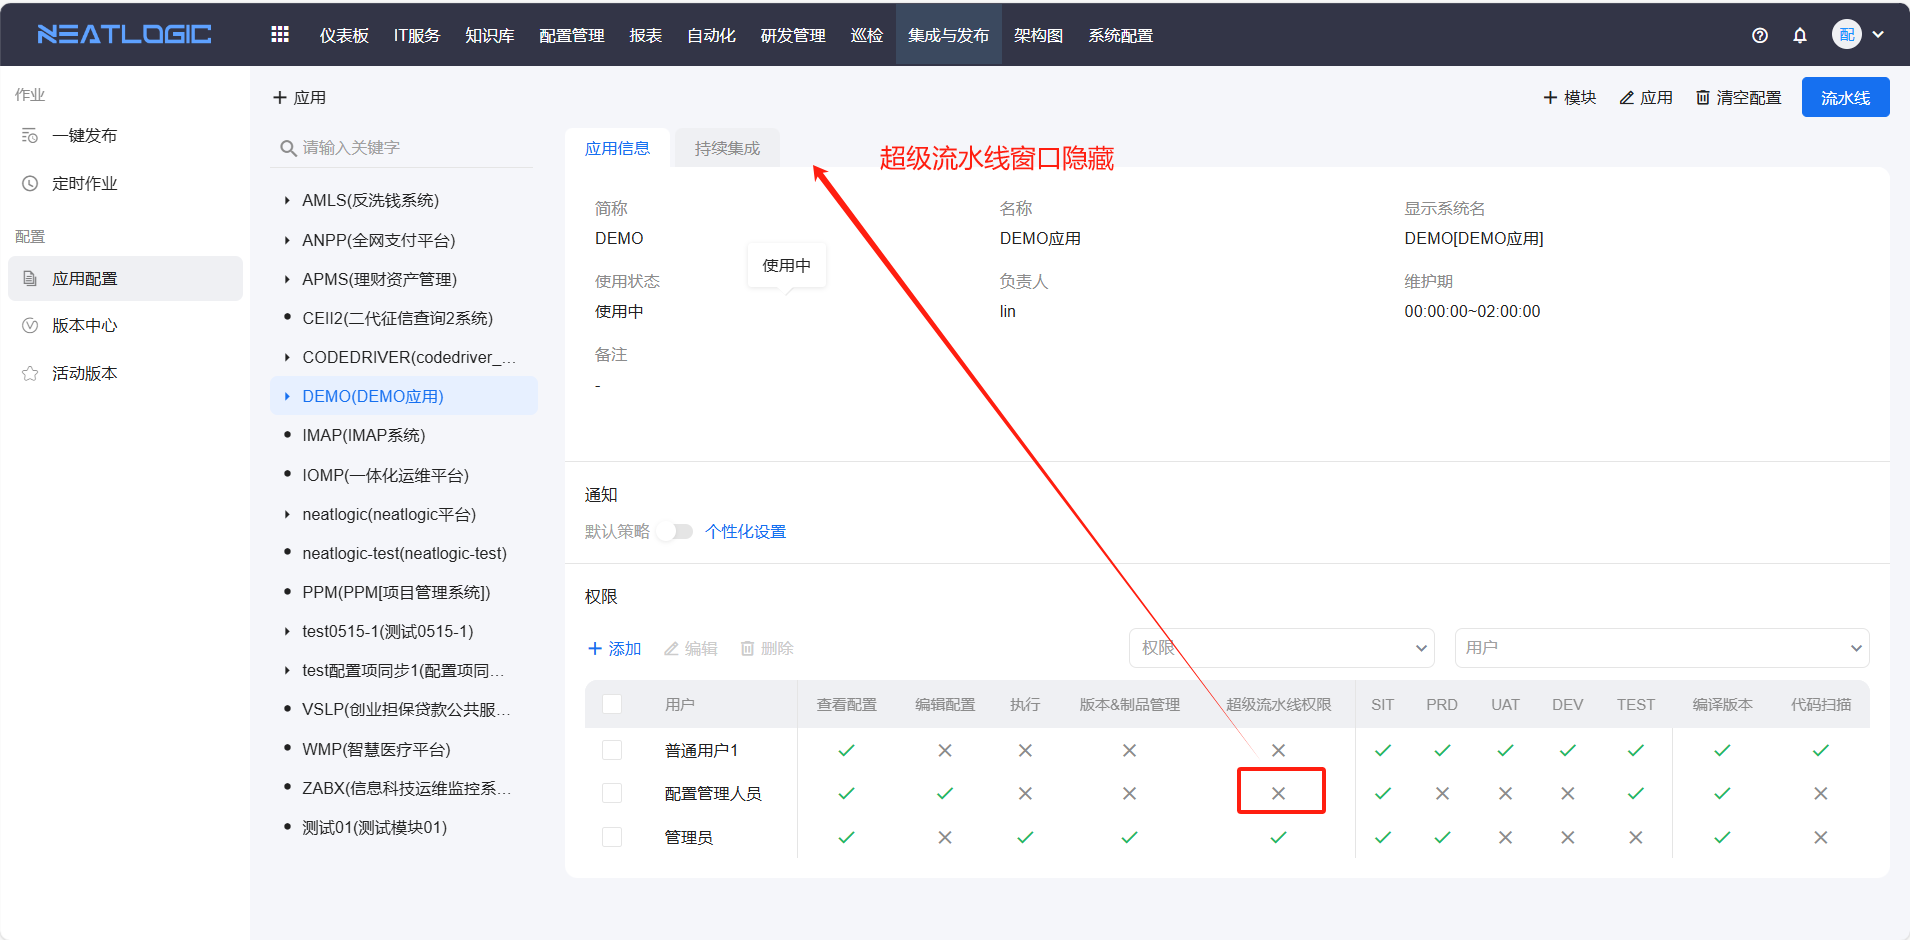 NEATLOGIC 仪表板 IT服务 知识库 配置管理 报表 自动化 研发管理 巡检 集成与发布 架构图 系统配置 配
作业
一键发布
定时作业
配置
应用配置
版本中心
活动版本
应用
模块 应用 清空配置 流水线
请输入关键字
AMLS(反洗钱系统)
ANPP(全网支付平台)
APMS(理财资产管理)
CEII2(二代征信查询2系统)
CODEDRIVER(codedriver_...
DEMO(DEMO应用)
IMAP(IMAP系统)
IOMP(一体化运维平台)
neatlogic(neatlogic平台)
neatlogic-test(neatlogic-test)
PPM(PPM[项目管理系统])
test0515-1(测试0515-1)
test配置项同步1(配置项同...
VSLP(创业担保贷款公共服...
WMP(智慧医疗平台)
ZABX(信息科技运维监控系...
测试01(测试模块01)
应用信息 持续集成
超级流水线窗口隐藏
简称 名称 显示系统名
DEMO DEMO应用 DEMO[DEMO应用]
使用中
使用状态 负责人 维护期
使用中 lin 00:00:00~02:00:00
备注
-
通知
默认策略 个性化设置
权限
添加 编辑 删除 权限 用户
用户 查看配置 编辑配置 执行 版本&制品管理 超级流水线权限 SIT PRD UAT DEV TEST 编译版本 代码扫描
普通用户1
配置管理人员
管理员